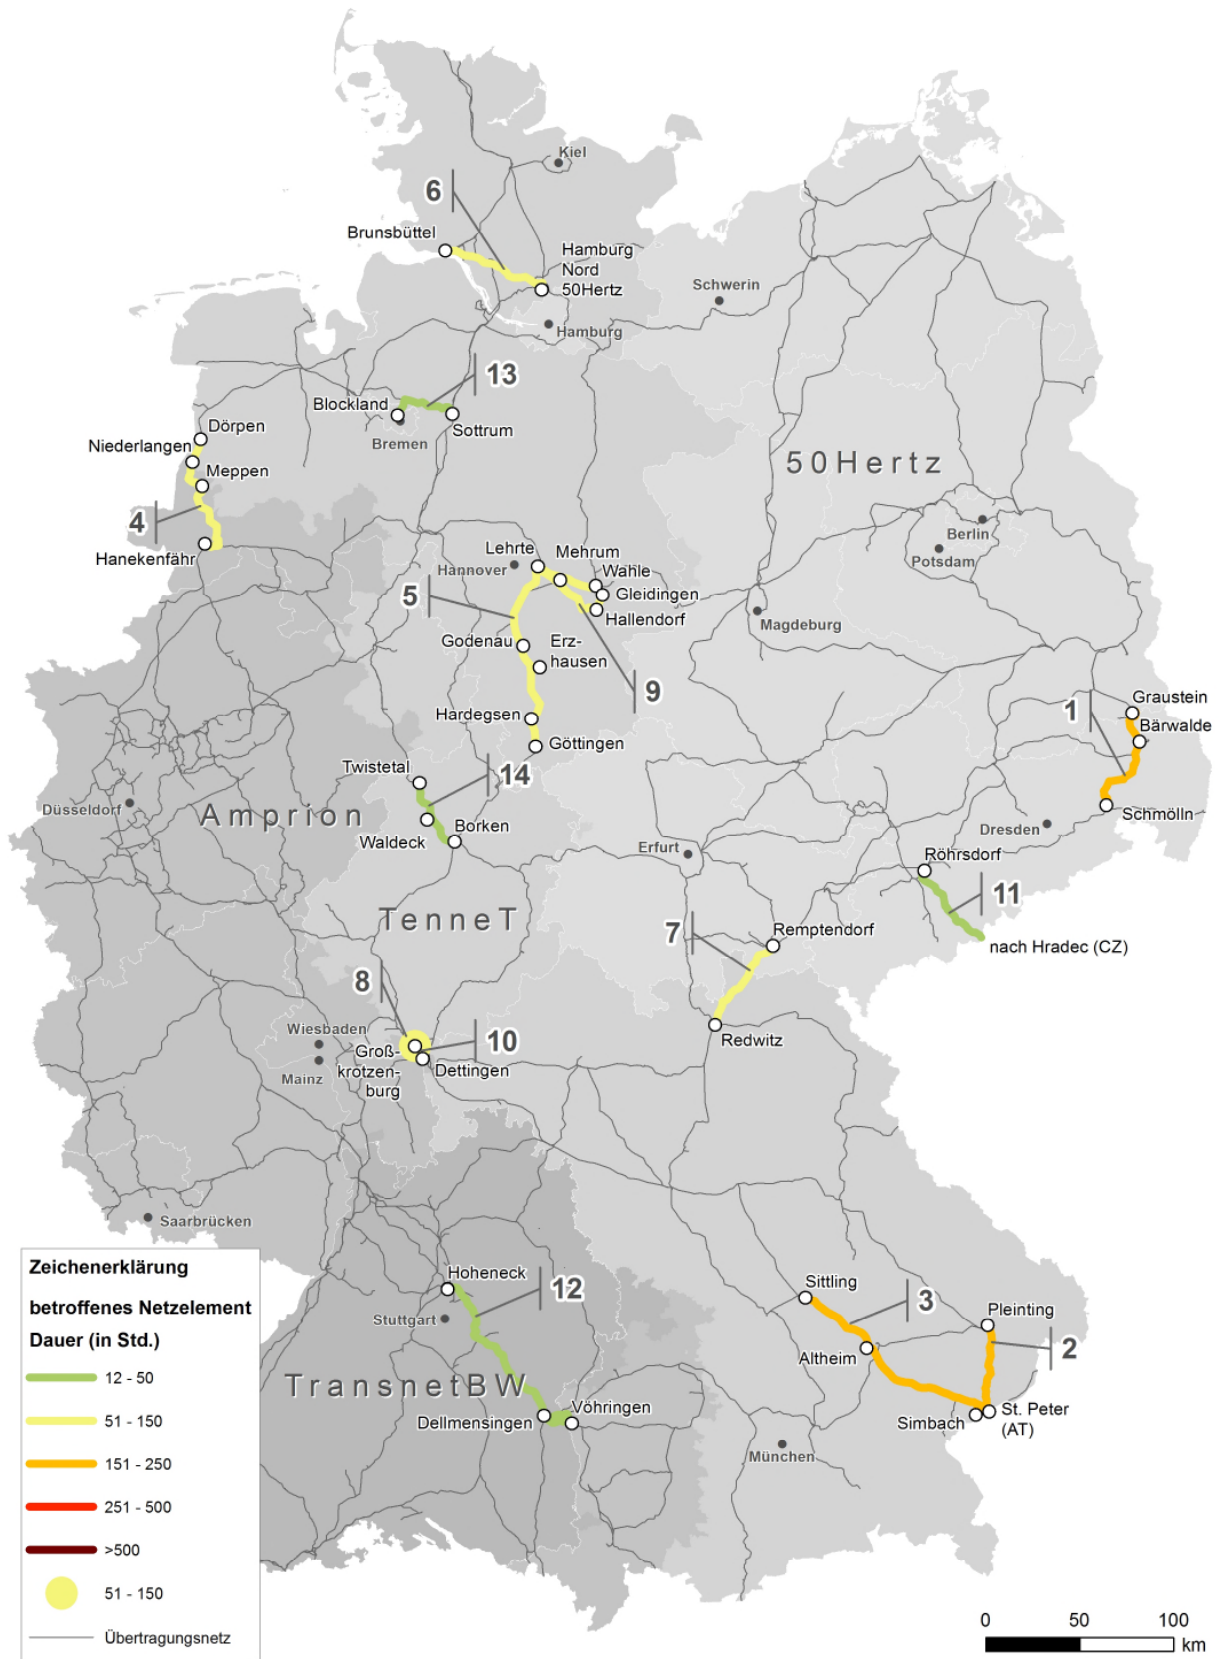 Kiel
6
Brunsbüttel
Hamburg
Nord
50Hertz
Schwerin
Hamburg
13
Blockland
Bremen
Sottrum
Dörpen
Niederlangen
Meppen
4
Hanekenfähr
50Hertz
Berlin
Potsdam
Lehrte
Mehrum
Hannover
Wahle
Gleidingen
Hallendorf
5
Magdeburg
Godenau
Erz-
hausen
9
Hardegsen
Göttingen
Graustein
1
Bärwalde
Schmölln
Dresden
Twistetal
14
Düsseldorf
Amprion
Waldeck
Borken
Erfurt
Röhrsdorf
11
nach Hradec (CZ)
TenneT
7
Remptendorf
Redwitz
8
Wiesbaden
Mainz
Groß-
krotzen-
burg
10
Dettingen
Saarbrücken
Hoheneck
12
Stuttgart
TransnetBW
Dellmensingen
Vöhringen
Sittling
3
Pleinting
2
Altheim
Simbach
St. Peter
(AT)
München
Zeichenerklärung
betroffenes Netzelement
Dauer (in Std.)
12 - 50
51 - 150
151 - 250
251 - 500
>500
51 - 150
Übertragungsnetz
0 50 100
km